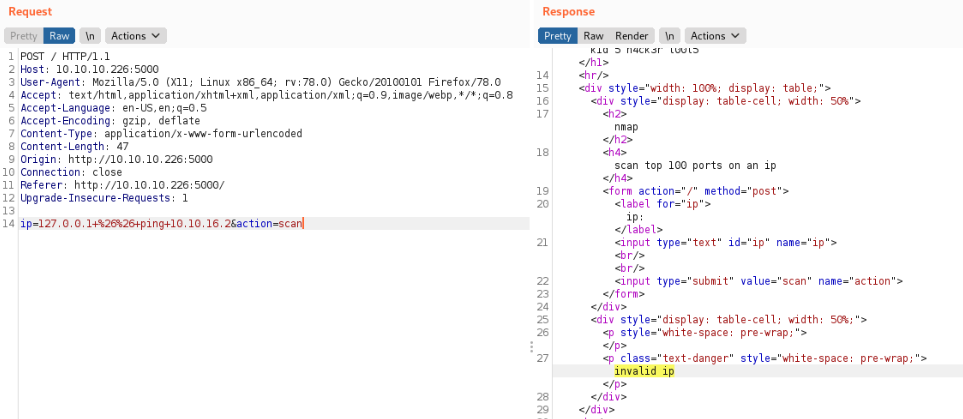 Request
Pretty Raw \n Actions
1 POST / HTTP/1.1
2 Host: 10.10.10.226:5000
3 User-Agent: Mozilla/5.0 (X11; Linux x86_64; rv:78.0) Gecko/20100101 Firefox/78.0
4 Accept: text/html,application/xhtml+xml,application/xml;q=0.9,image/webp,*/*;q=0.8
5 Accept-Language: en-US,en;q=0.5
6 Accept-Encoding: gzip, deflate
7 Content-Type: application/x-www-form-urlencoded
8 Content-Length: 47
9 Origin: http://10.10.10.226:5000
10 Connection: close
11 Referer: http://10.10.10.226:5000/
12 Upgrade-Insecure-Requests: 1
13
14 ip=127.0.0.1+%26%26+ping+10.10.16.2&action=scan
Response
Pretty Raw Render \n Actions
k1d'5 h4ck3r t00l5
</h1>
14 <hr/>
15 <div style="width: 100%; display: table;">
16 <div style="display: table-cell; width: 50%">
17 <h2>
nmap
</h2>
18 <h4>
scan top 100 ports on an ip
</h4>
19 <form action="/" method="post">
20 <label for="ip">
ip:
</label>
21 <input type="text" id="ip" name="ip">
<br/>
<br/>
22 <input type="submit" value="scan" name="action">
23 </form>
24 </div>
25 <div style="display: table-cell; width: 50%;">
26 <p style="white-space: pre-wrap;">
</p>
27 <p class="text-danger" style="white-space: pre-wrap;">
invalid ip
</p>
28 </div>
29 </div>